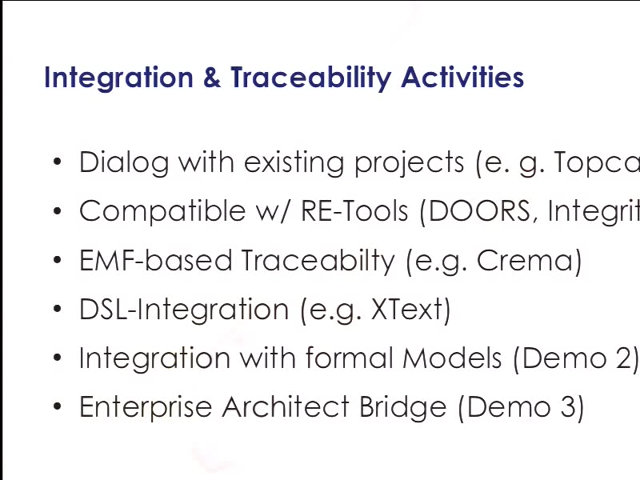 Integration & Traceability Activities
• Dialog with existing projects (e. g. Topca
• Compatible w/ RE-Tools (DOORS, Integrit
• EMF-based Traceabilty (e.g. Crema)
• DSL-Integration (e.g. XText)
• Integration with formal Models (Demo 2)
• Enterprise Architect Bridge (Demo 3)